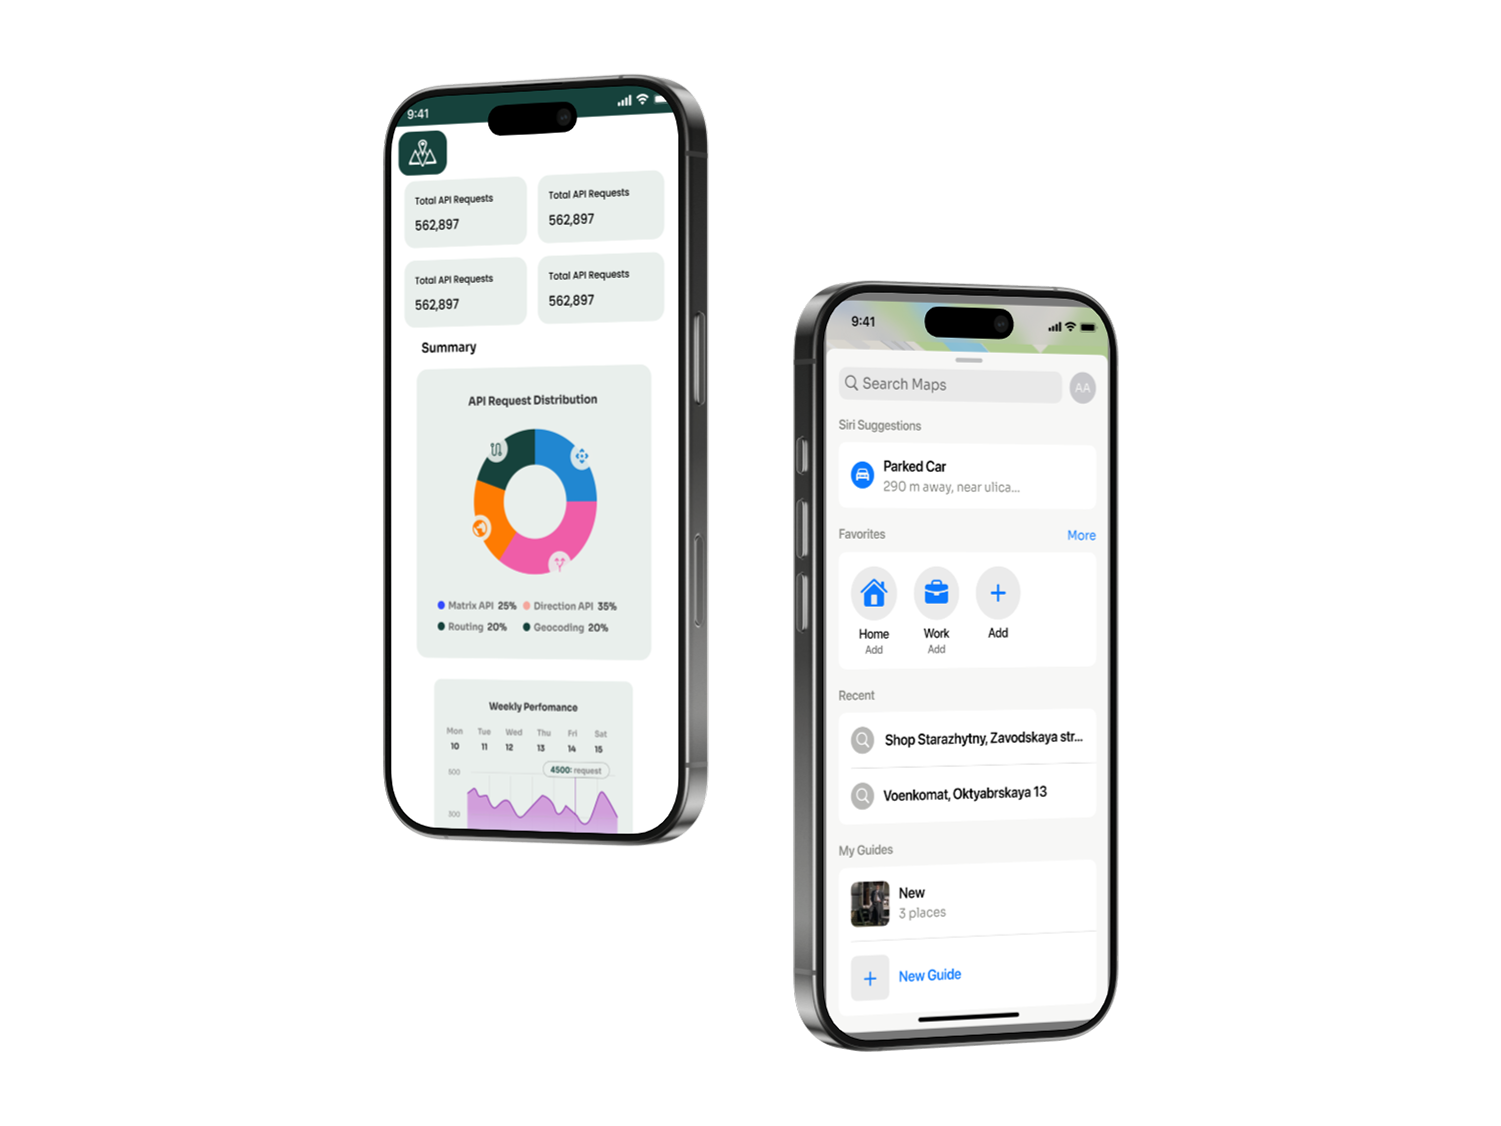 9:41
Total API Requests
562,897
Total API Requests
562,897
Total API Requests
562,897
Total API Requests
562,897
Summary
API Request Distribution
Matrix API 25%
Direction API 35%
Routing 20%
Geocoding 20%
Weekly Perfomance
Mon Tue Wed Thu Fri Sat
10 11 12 13 14 15
500
4500: request
300
9:41
Search Maps
AA
Siri Suggestions
Parked Car
290 m away, near ulica...
Favorites
More
Home
Add
Work
Add
Add
Recent
Shop Starazhytny, Zavodskaya str...
Voenkomat, Oktyabrskaya 13
My Guides
New
3 places
New Guide